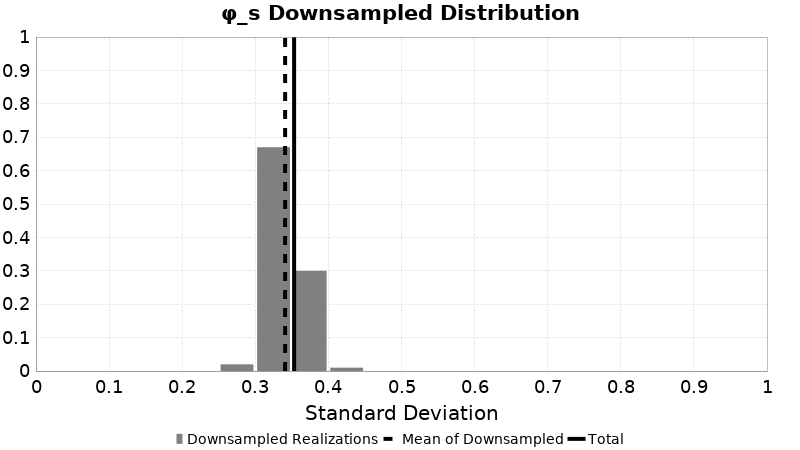 φ_s Downsampled Distribution
1
0.9
0.8
0.7
0.6
0.5
0.4
0.3
0.2
0.1
0
0 0.1 0.2 0.3 0.4 0.5 0.6 0.7 0.8 0.9 1
Standard Deviation
Downsampled Realizations Mean of Downsampled Total